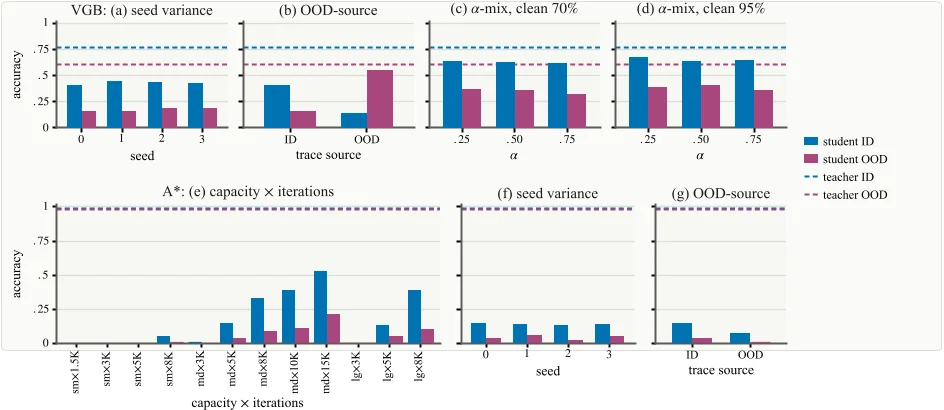 VGB: (a) seed variance
(b) OOD-source
(c) α-mix, clean 70%
(d) α-mix, clean 95%
accuracy
1
.75
.5
.25
0
0 1 2 3
seed
ID OOD
trace source
.25 .50 .75
α
.25 .50 .75
α
student ID
student OOD
teacher ID
teacher OOD
A*: (e) capacity × iterations
(f) seed variance
(g) OOD-source
accuracy
1
.75
.5
.25
0
sm×1.5K
sm×3K
sm×5K
sm×8K
md×3K
md×5K
md×8K
md×10K
md×15K
lg×3K
lg×5K
lg×8K
capacity × iterations
0 1 2 3
seed
ID OOD
trace source